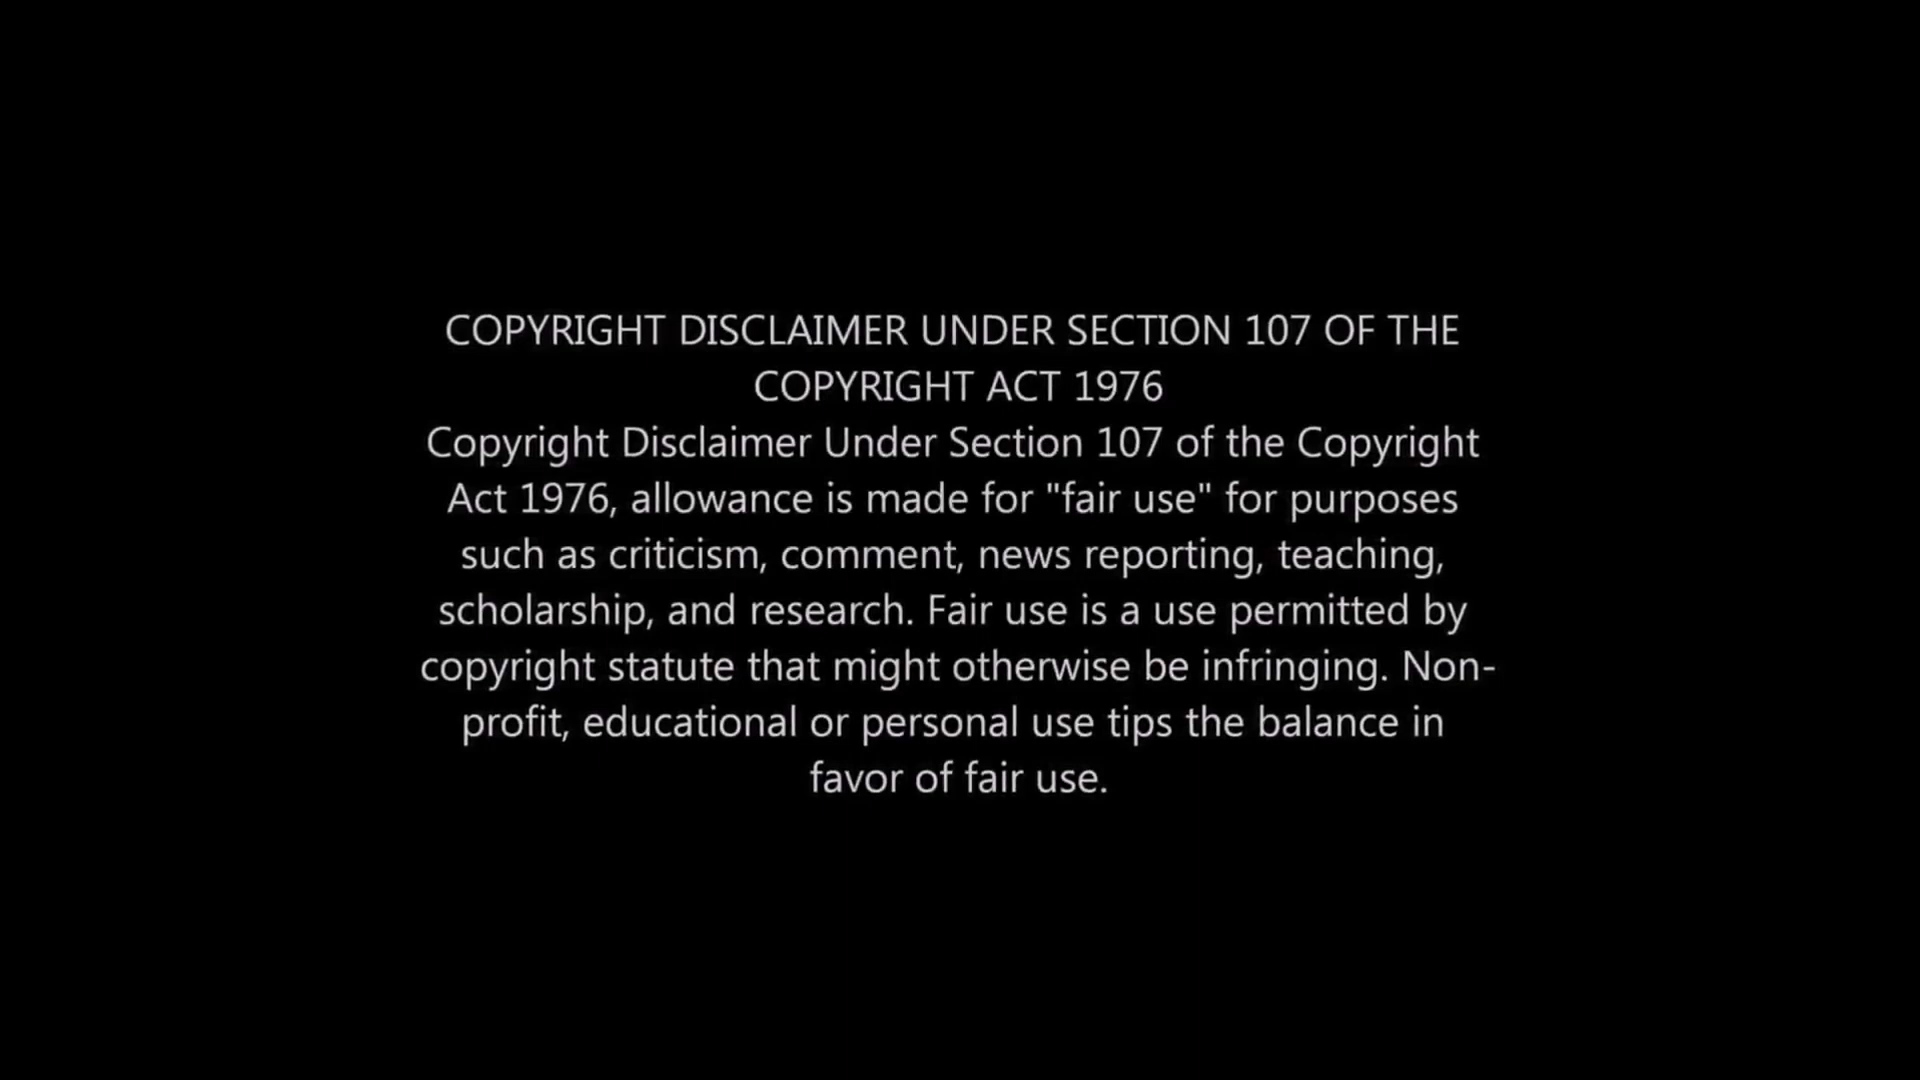 COPYRIGHT DISCLAIMER UNDER SECTION 107 OF THE
COPYRIGHT ACT 1976
Copyright Disclaimer Under Section 107 of the Copyright
Act 1976, allowance is made for "fair use" for purposes
such as criticism, comment, news reporting, teaching,
scholarship, and research. Fair use is a use permitted by
copyright statute that might otherwise be infringing. Non-
profit, educational or personal use tips the balance in
favor of fair use.